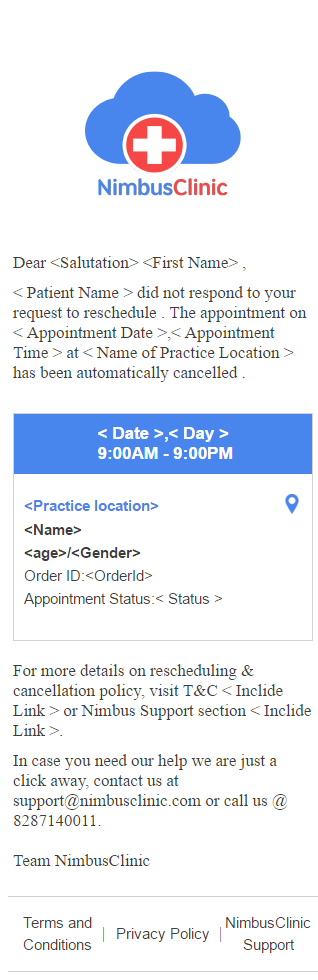 NimbusClinic
Dear <Salutation> <First Name> ,
< Patient Name > did not respond to your
request to reschedule . The appointment on
< Appointment Date >,< Appointment
Time > at < Name of Practice Location >
has been automatically cancelled .
< Date >,< Day >
9:00AM - 9:00PM
<Practice location>
<Name>
<age>/<Gender>
Order ID:<OrderId>
Appointment Status:< Status >
For more details on rescheduling &
cancellation policy, visit T&C < Inclide
Link > or Nimbus Support section < Inclide
Link >.
In case you need our help we are just a
click away, contact us at
support@nimbusclinic.com or call us @
8287140011.
Team NimbusClinic
Terms and
Conditions
Privacy Policy
NimbusClinic
Support